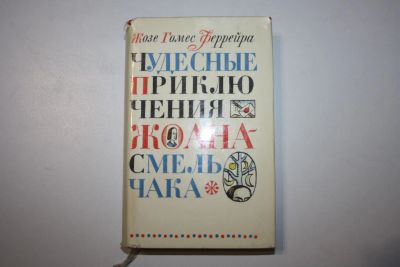 Жозе Гомес Феррейра
ЧУДЕСНЫЕ
ПРИКЛЮ
ЧЕНИЯ
ЖОАНА-
СМЕЛЬ
ЧАКА